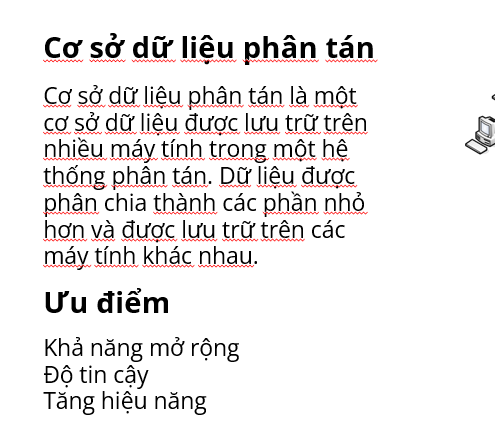 Cơ sở dữ liệu phân tán
Cơ sở dữ liệu phân tán là một
cơ sở dữ liệu được lưu trữ trên
nhiều máy tính trong một hệ
thống phân tán. Dữ liệu được
phân chia thành các phần nhỏ
hơn và được lưu trữ trên các
máy tính khác nhau.
Ưu điểm
Khả năng mở rộng
Độ tin cậy
Tăng hiệu năng